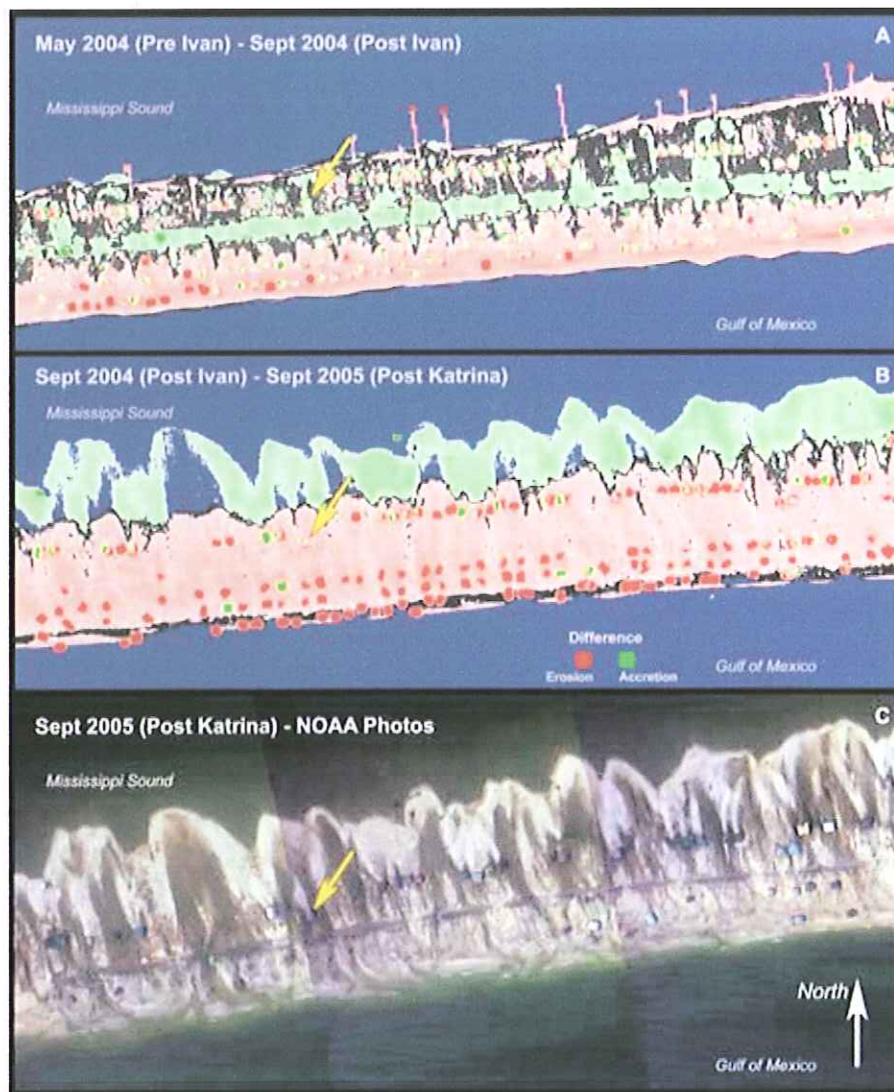 May 2004 (Pre Ivan) - Sept 2004 (Post Ivan)
A
Mississippi Sound
Gulf of Mexico
Sept 2004 (Post Ivan) - Sept 2005 (Post Katrina)
B
Mississippi Sound
Difference
Erosion Accretion
Gulf of Mexico
Sept 2005 (Post Katrina) - NOAA Photos
C
Mississippi Sound
North
Gulf of Mexico